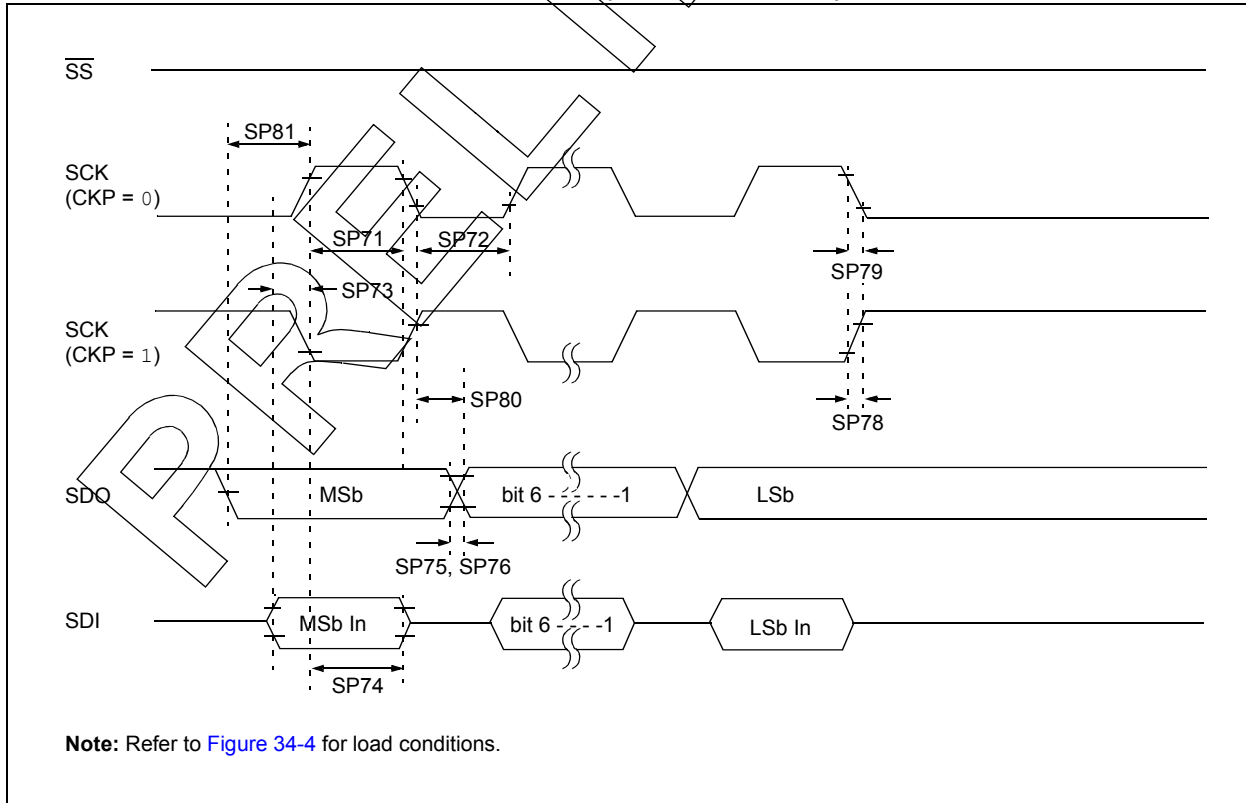 SS
SP81
SCK
(CKP = 0)
SP71
SP72
SP79
SP73
SCK
(CKP = 1)
SP80
SP78
SDO
MSb
bit 6 - - - - - - -1
LSb
SP75, SP76
SDI
MSb In
bit 6 - - - - -1
LSb In
SP74
Note: Refer to Figure 34-4 for load conditions.
PREL